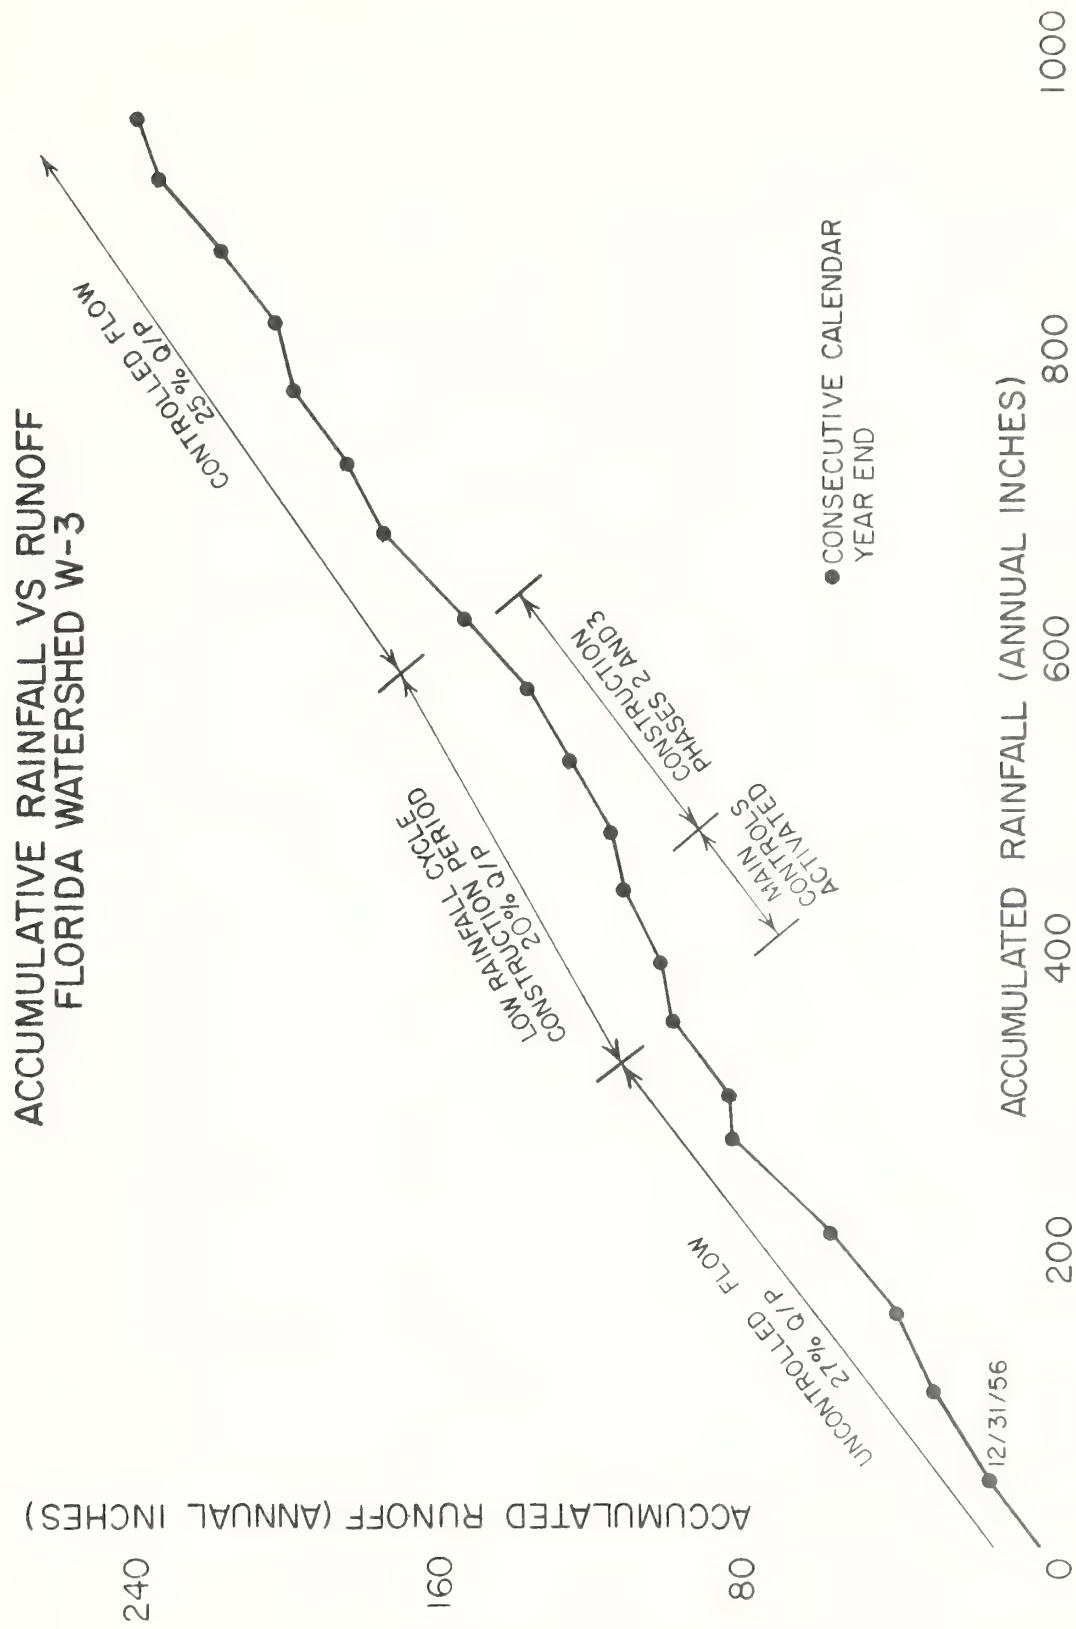 ACCUMULATIVE RAINFALL VS RUNOFF
FLORIDA WATERSHED W-3
ACCUMULATED RUNOFF (ANNUAL INCHES)
240
160
80
0
CONTROLLED FLOW
25% Q/P
LOW RAINFALL CYCLE
CONSTRUCTION PERIOD
20% Q/P
UNCONTROLLED FLOW
27% Q/P
CONSTRUCTION
PHASES 2 AND 3
MAIN
CONTROLS
ACTIVATED
12/31/56
CONSECUTIVE CALENDAR
YEAR END
ACCUMULATED RAINFALL (ANNUAL INCHES)
200
400
600
800
1000